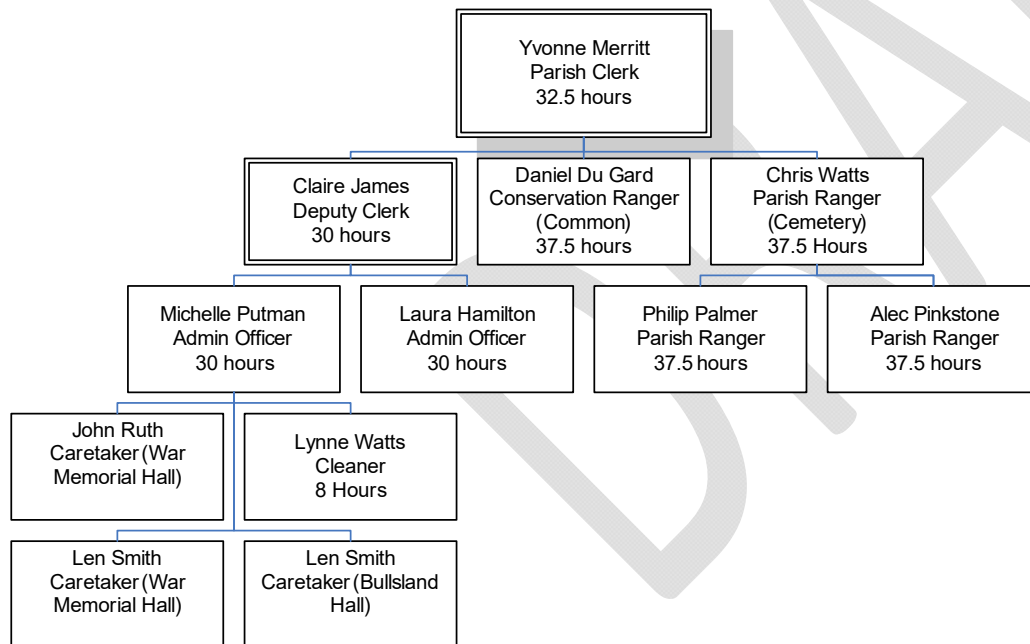 Yvonne Merritt
Parish Clerk
32.5 hours
Claire James
Deputy Clerk
30 hours
Daniel Du Gard
Conservation Ranger
(Common)
37.5 hours
Chris Watts
Parish Ranger
(Cemetery)
37.5 Hours
Michelle Putman
Admin Officer
30 hours
Laura Hamilton
Admin Officer
30 hours
Philip Palmer
Parish Ranger
37.5 hours
Alec Pinkstone
Parish Ranger
37.5 hours
John Ruth
Caretaker (War
Memorial Hall)
Lynne Watts
Cleaner
8 Hours
Len Smith
Caretaker (War
Memorial Hall)
Len Smith
Caretaker (Bullsland
Hall)